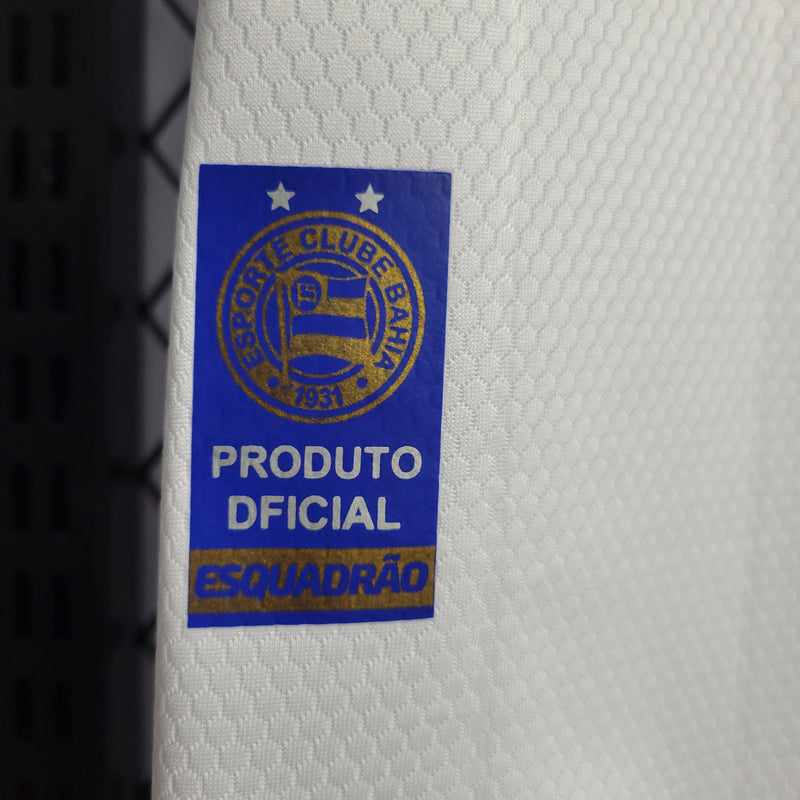 ESPORTE CLUBE BAHIA
1931
PRODUTO
DFICIAL
ESQUADRÃO